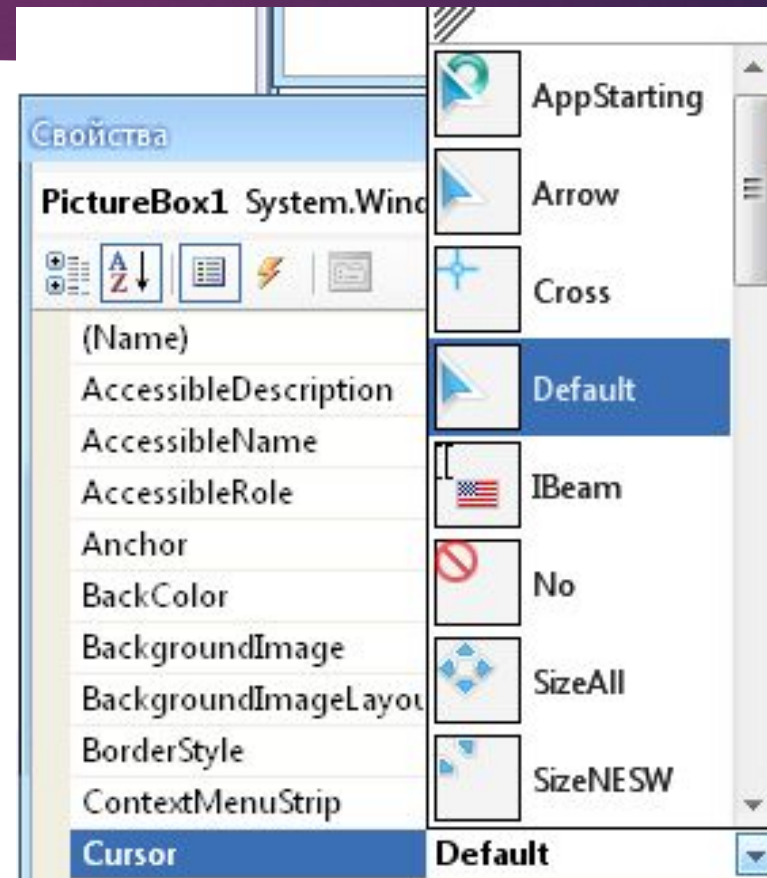 Свойства
PictureBox1 System.Wind
(Name)
AccessibleDescription
AccessibleName
AccessibleRole
Anchor
BackColor
BackgroundImage
BackgroundImageLayou
BorderStyle
ContextMenuStrip
Cursor
AppStarting
Arrow
Cross
Default
IBeam
No
SizeAll
SizeNESW
Default